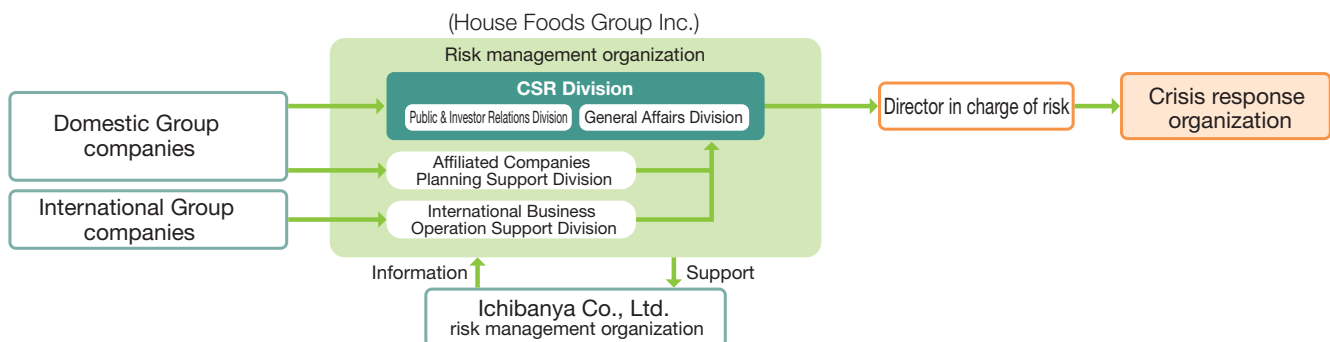 (House Foods Group Inc.)
Risk management organization
CSR Division
Public & Investor Relations Division
General Affairs Division
Domestic Group
companies
Affiliated Companies
Planning Support Division
International Group
companies
International Business
Operation Support Division
Director in charge of risk
Crisis response
organization
Information
Support
Ichibanya Co., Ltd.
risk management organization